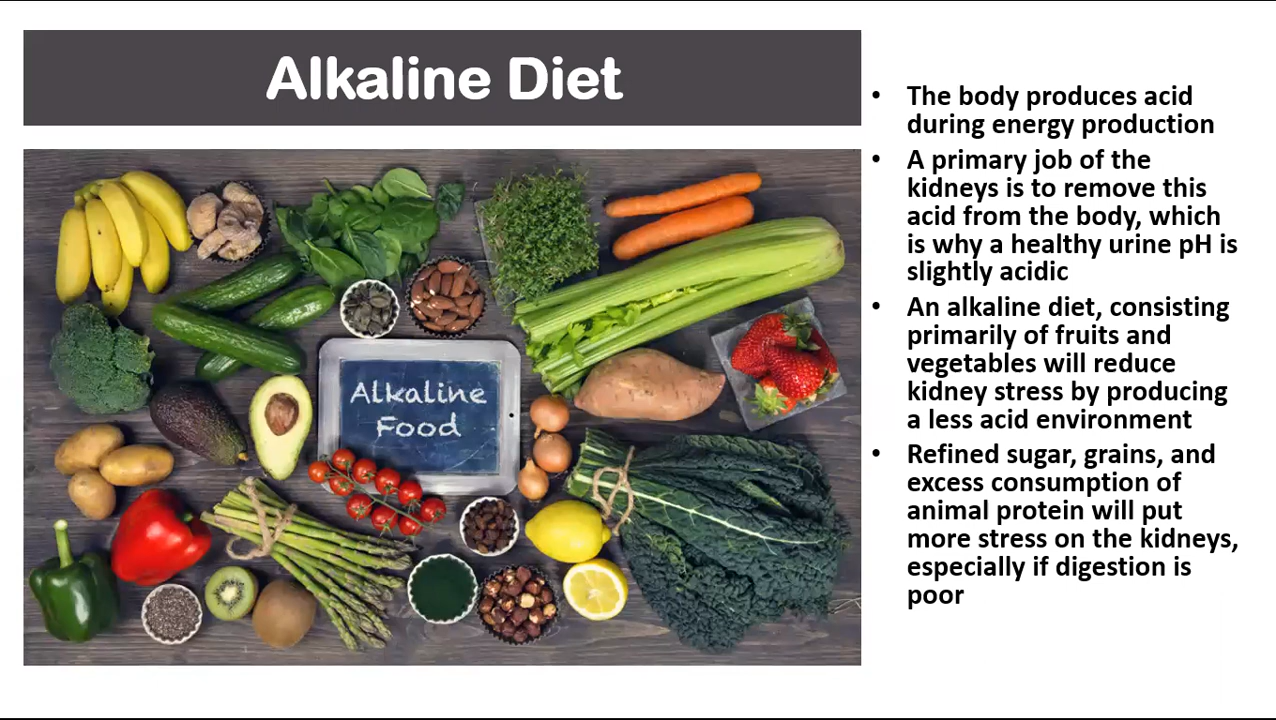 Alkaline Diet
Alkaline
Food
• The body produces acid
during energy production
• A primary job of the
kidneys is to remove this
acid from the body, which
is why a healthy urine pH is
slightly acidic
• An alkaline diet, consisting
primarily of fruits and
vegetables will reduce
kidney stress by producing
a less acid environment
• Refined sugar, grains, and
excess consumption of
animal protein will put
more stress on the kidneys,
especially if digestion is
poor